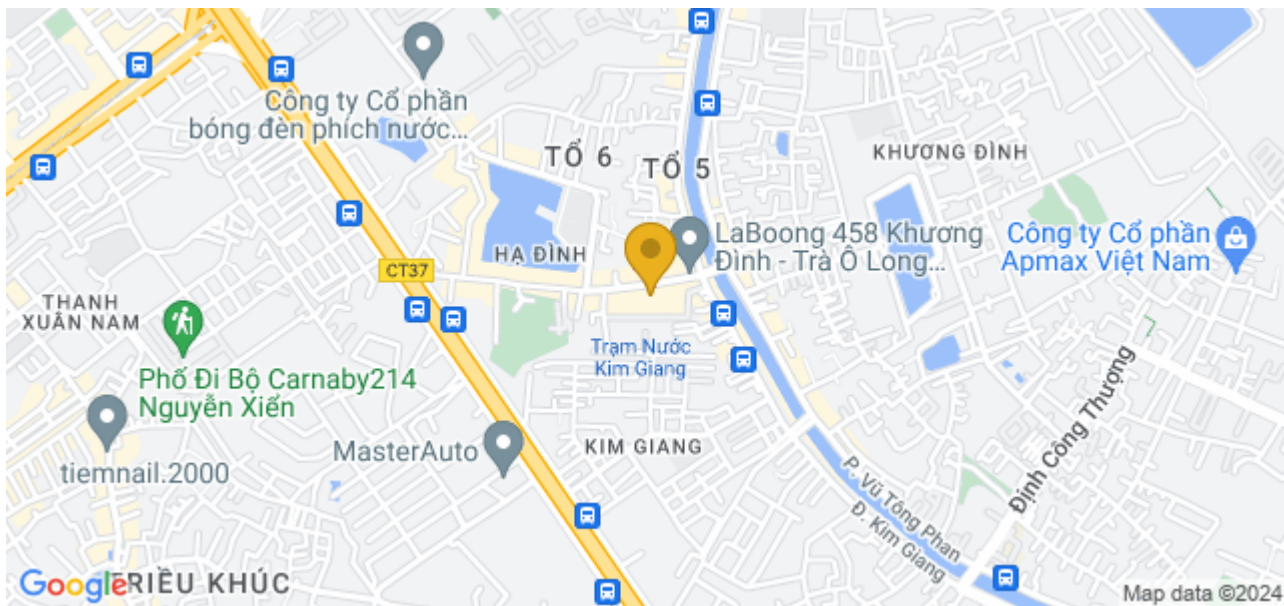 Công ty Cổ phần
bóng đèn phích nước...
TỔ 6
TỔ 5
KHƯƠNG ĐÌNH
LaBoong 458 Khương
Đình - Trà Ô Long...
Công ty Cổ phần
Apmax Việt Nam
HẠ ĐÌNH
CT37
THANH
XUÂN NAM
Trạm Nước
Kim Giang
Phố Đi Bộ Carnaby214
Nguyễn Xiển
Định Công Thượng
MasterAuto
KIM GIANG
tiemnail.2000
P. Vũ Tông Phan
Đ. Kim Giang
Google
RIỀU KHÚC
Map data ©2024